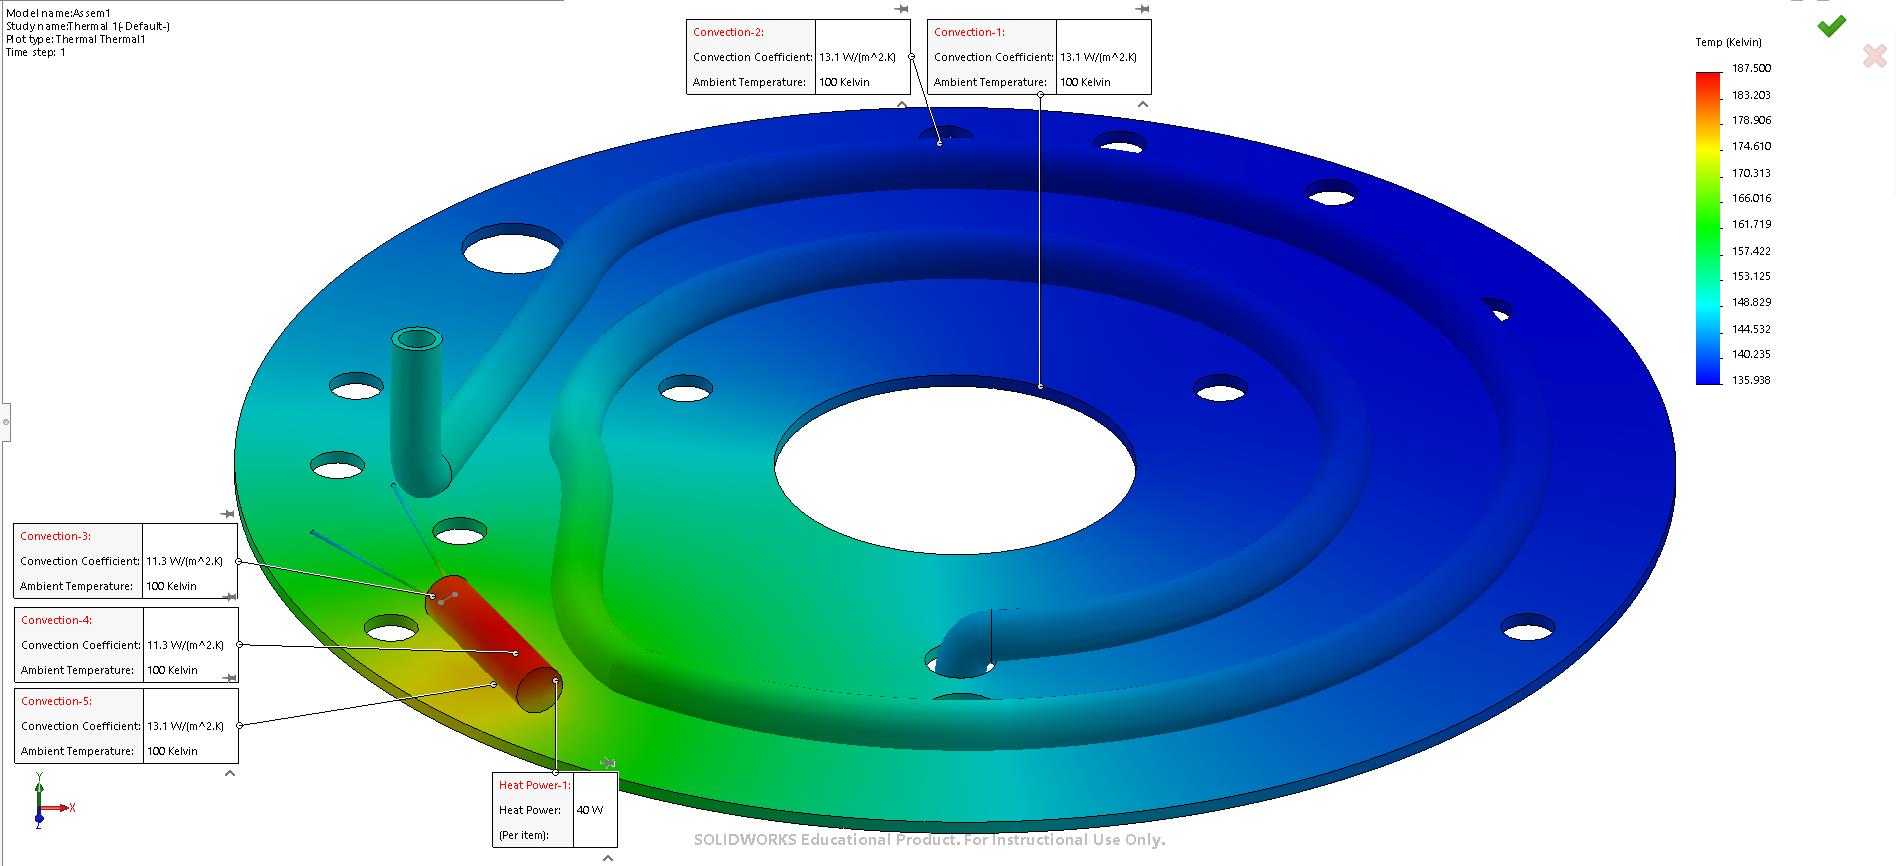 Model name:Assem1
Study name:Thermal 1(-Default-)
Plot type: Thermal Thermal1
Time step: 1
Convection-2:
Convection Coefficient: 13.1 W/(m^2.K)
Ambient Temperature: 100 Kelvin
Convection-1:
Convection Coefficient: 13.1 W/(m^2.K)
Ambient Temperature: 100 Kelvin
Temp (Kelvin)
187.500
183.203
178.906
174.610
170.313
166.016
161.719
157.422
153.125
148.829
144.532
140.235
135.938
Convection-3:
Convection Coefficient: 11.3 W/(m^2.K)
Ambient Temperature: 100 Kelvin
Convection-4:
Convection Coefficient: 11.3 W/(m^2.K)
Ambient Temperature: 100 Kelvin
Convection-5:
Convection Coefficient: 13.1 W/(m^2.K)
Ambient Temperature: 100 Kelvin
Heat Power-1:
Heat Power: 40 W
(Per item):
Y
X
Z
SOLIDWORKS Educational Product. For Instructional Use Only.